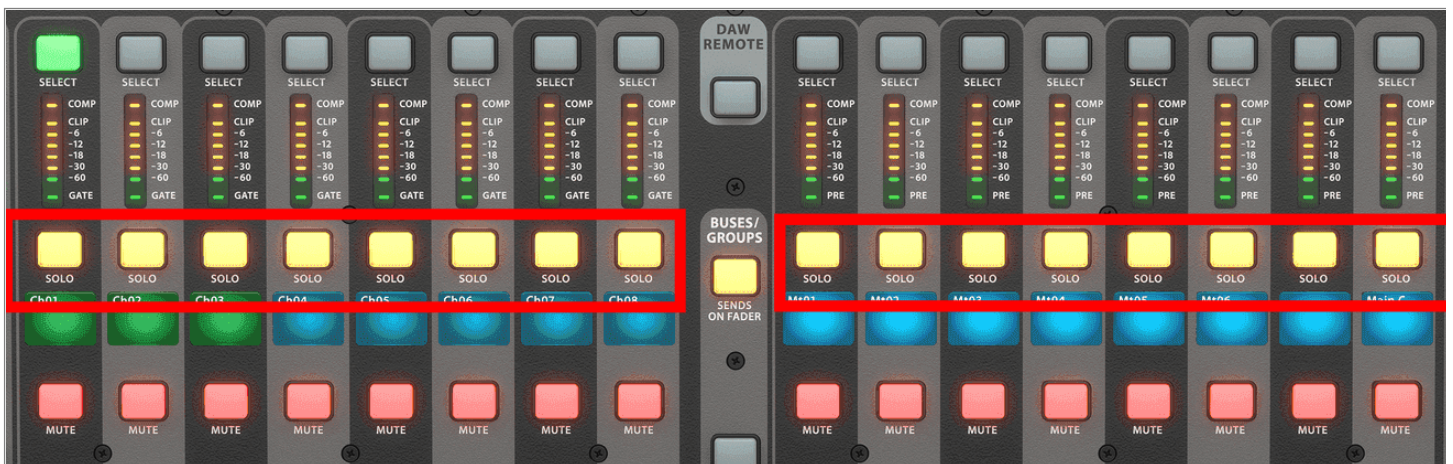 DAW
REMOTE
SELECT SELECT SELECT SELECT SELECT SELECT SELECT SELECT SELECT SELECT SELECT SELECT SELECT SELECT SELECT SELECT
COMP COMP COMP COMP COMP COMP COMP COMP COMP COMP COMP COMP COMP COMP COMP COMP
CLIP CLIP CLIP CLIP CLIP CLIP CLIP CLIP CLIP CLIP CLIP CLIP CLIP CLIP CLIP CLIP
-6 -6 -6 -6 -6 -6 -6 -6 -6 -6 -6 -6 -6 -6 -6 -6
-12 -12 -12 -12 -12 -12 -12 -12 -12 -12 -12 -12 -12 -12 -12 -12
-18 -18 -18 -18 -18 -18 -18 -18 -18 -18 -18 -18 -18 -18 -18 -18
-30 -30 -30 -30 -30 -30 -30 -30 -30 -30 -30 -30 -30 -30 -30 -30
-60 -60 -60 -60 -60 -60 -60 -60 -60 -60 -60 -60 -60 -60 -60 -60
GATE GATE GATE GATE GATE GATE GATE GATE PRE PRE PRE PRE PRE PRE PRE PRE
BUSES/
GROUPS
SOLO SOLO SOLO SOLO SOLO SOLO SOLO SOLO SOLO SOLO SOLO SOLO SOLO SOLO SOLO SOLO
Ch01 Ch02 Ch03 Ch04 Ch05 Ch06 Ch07 Ch08
SENDS
ON FADER
MUTE MUTE MUTE MUTE MUTE MUTE MUTE MUTE MUTE MUTE MUTE MUTE MUTE MUTE MUTE MUTE